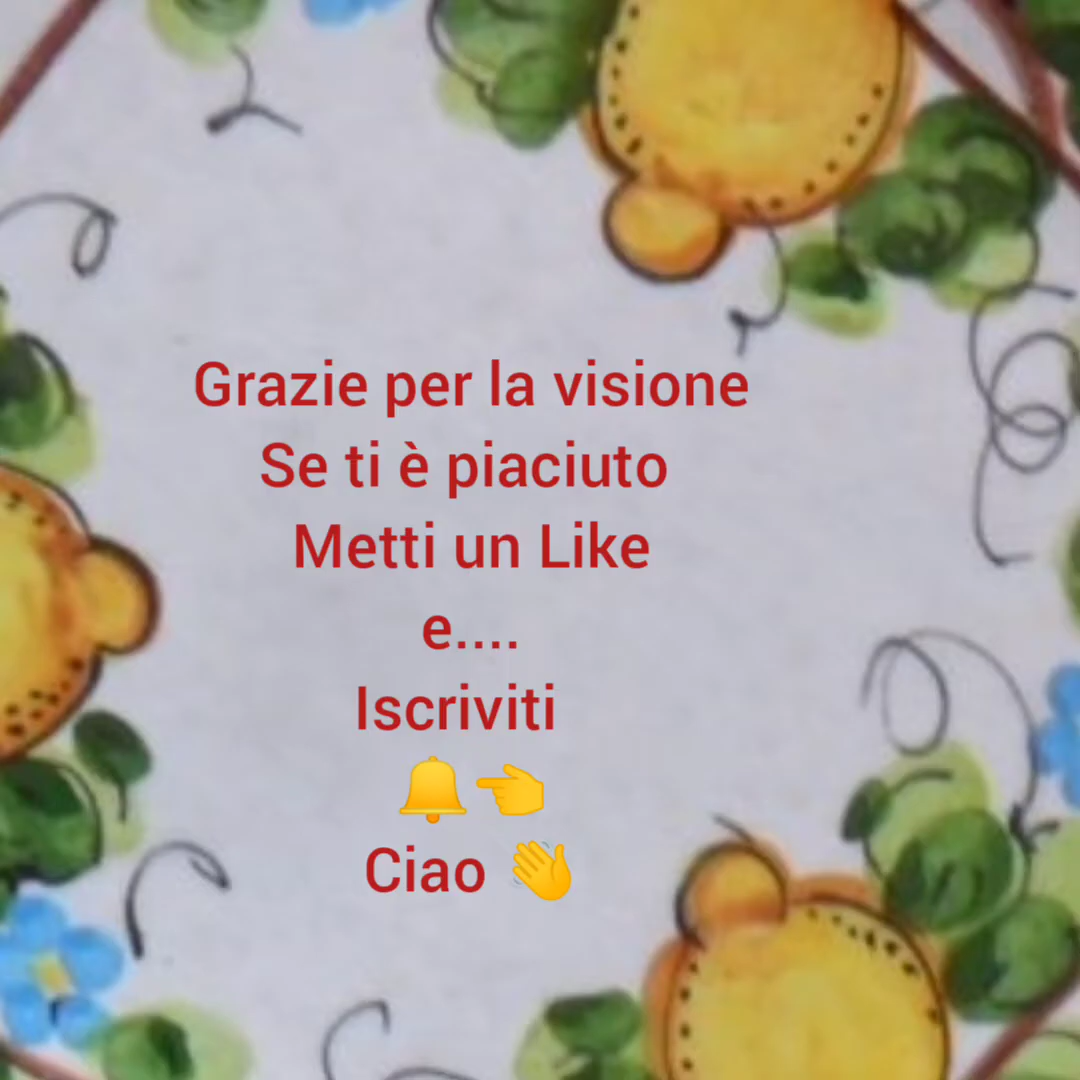 Grazie per la visione
Se ti è piaciuto
Metti un Like
e....
Iscriviti
🔔👈
Ciao 👋